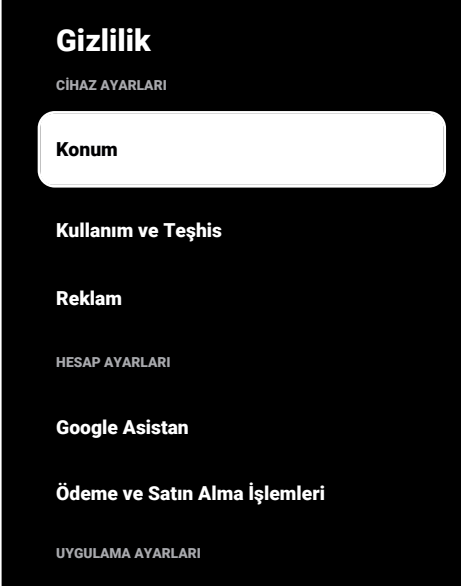 Gizlilik
CİHAZ AYARLARI
Konum
Kullanım ve Teşhis
Reklam
HESAP AYARLARI
Google Asistan
Ödeme ve Satın Alma İşlemleri
UYGULAMA AYARLARI